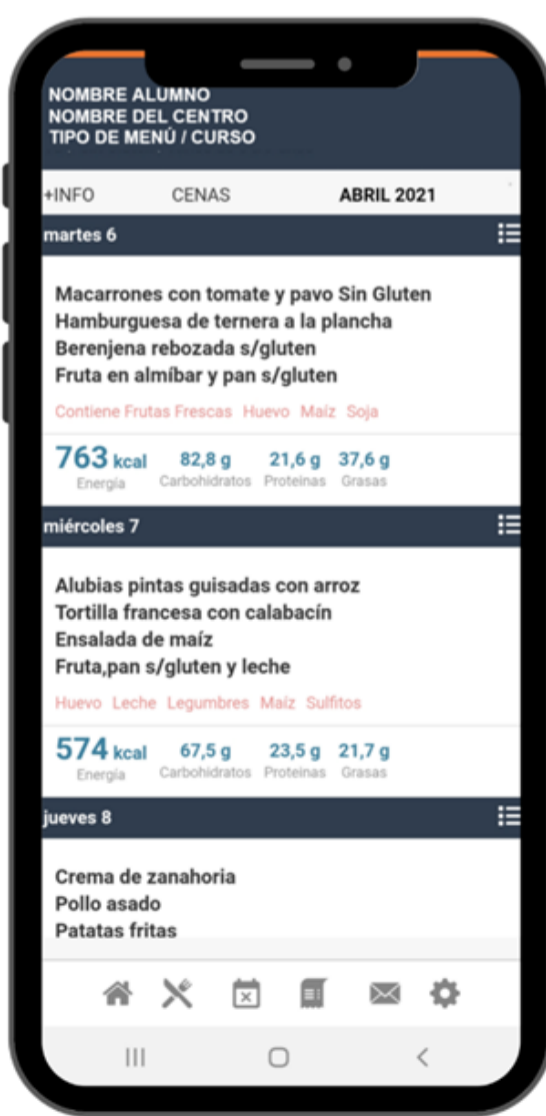 NOMBRE ALUMNO
NOMBRE DEL CENTRO
TIPO DE MENÚ / CURSO
+INFO CENAS ABRIL 2021
martes 6
Macarrones con tomate y pavo Sin Gluten
Hamburguesa de ternera a la plancha
Berenjena rebozada s/gluten
Fruta en almíbar y pan s/gluten
Contiene Frutas Frescas Huevo Maíz Soja
763 kcal 82,8 g 21,6 g 37,6 g
Energía Carbohidratos Proteinas Grasas
miércoles 7
Alubias pintas guisadas con arroz
Tortilla francesa con calabacín
Ensalada de maíz
Fruta,pan s/gluten y leche
Huevo Leche Legumbres Maíz Sulfitos
574 kcal 67,5 g 23,5 g 21,7 g
Energía Carbohidratos Proteinas Grasas
jueves 8
Crema de zanahoria
Pollo asado
Patatas fritas